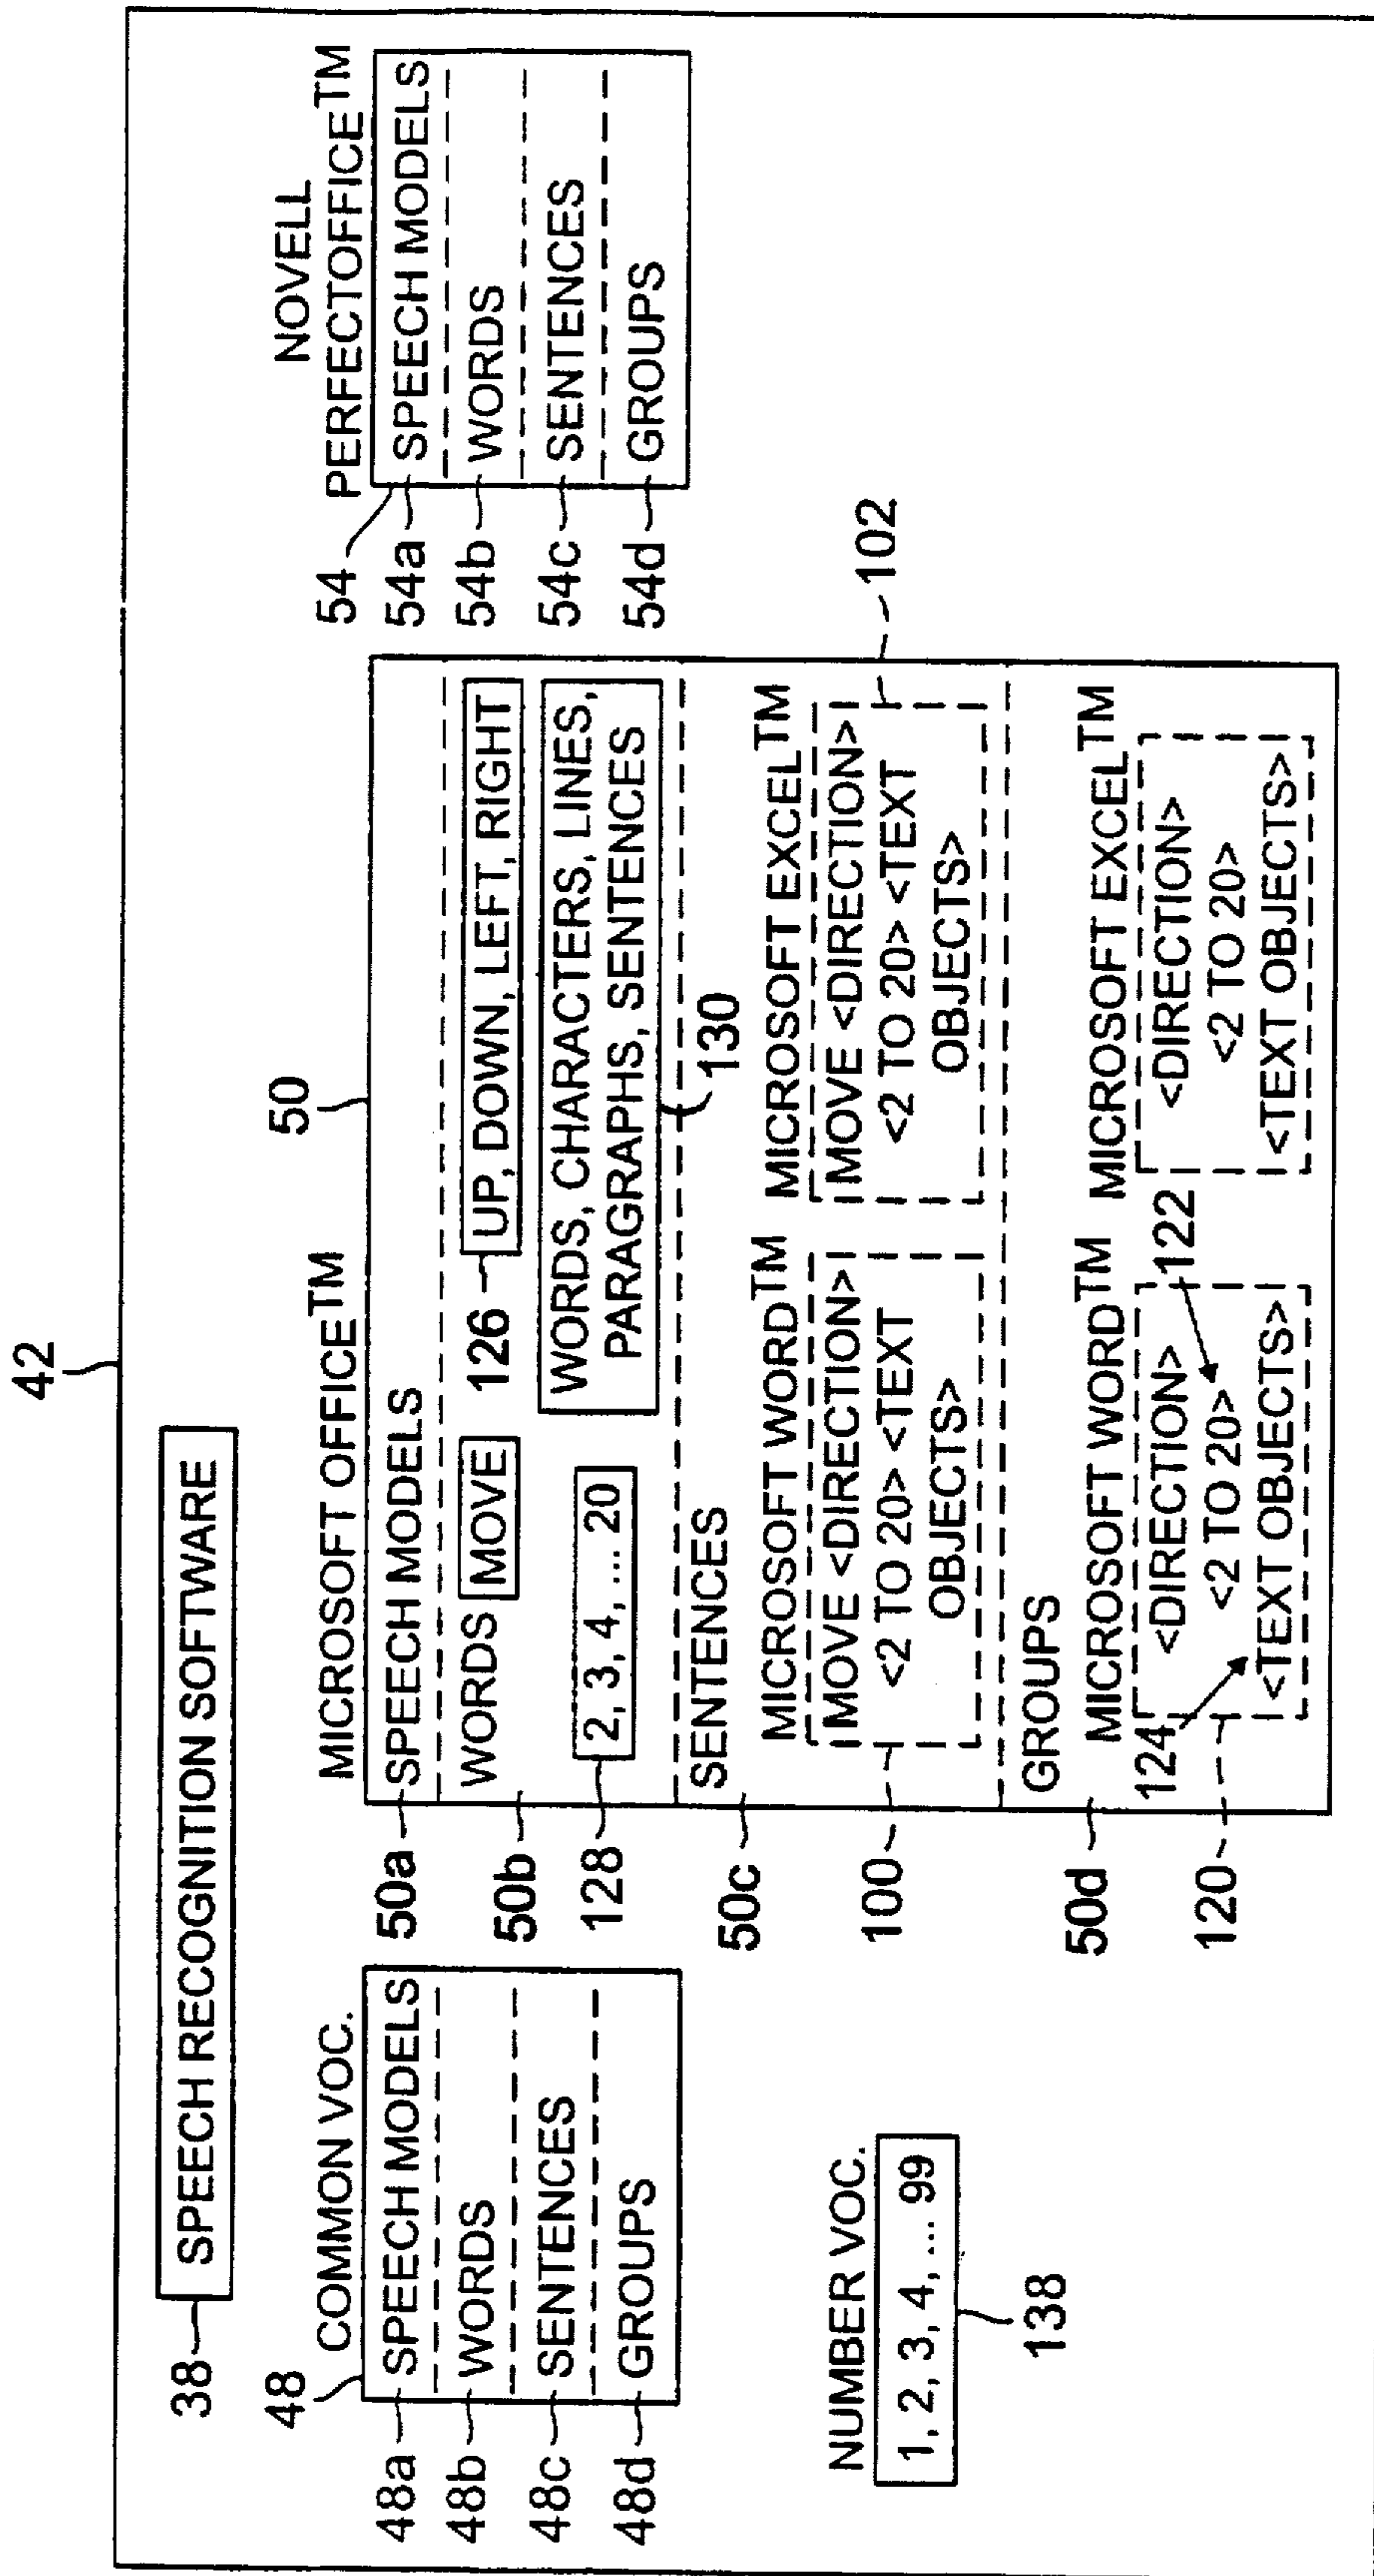 42
38 SPEECH RECOGNITION SOFTWARE
COMMON VOC.
48
48a SPEECH MODELS
48b WORDS
48c SENTENCES
48d GROUPS
NUMBER VOC.
1, 2, 3, 4, ... 99
138
MICROSOFT OFFICE™
50
50a SPEECH MODELS
50b WORDS MOVE 126 UP, DOWN, LEFT, RIGHT
128 2, 3, 4, ... 20
WORDS, CHARACTERS, LINES,
PARAGRAPHS, SENTENCES
130
50c SENTENCES
MICROSOFT WORD™
100 MOVE <DIRECTION>
<2 TO 20> <TEXT
OBJECTS>
MICROSOFT EXCEL™
102
MOVE <DIRECTION>
<2 TO 20> <TEXT
OBJECTS>
50d GROUPS
MICROSOFT WORD™
124 122
120 <DIRECTION>
<2 TO 20>
<TEXT OBJECTS>
MICROSOFT EXCEL™
<DIRECTION>
<2 TO 20>
<TEXT OBJECTS>
NOVELL
PERFECTOFFICE™
54
54a SPEECH MODELS
54b WORDS
54c SENTENCES
54d GROUPS